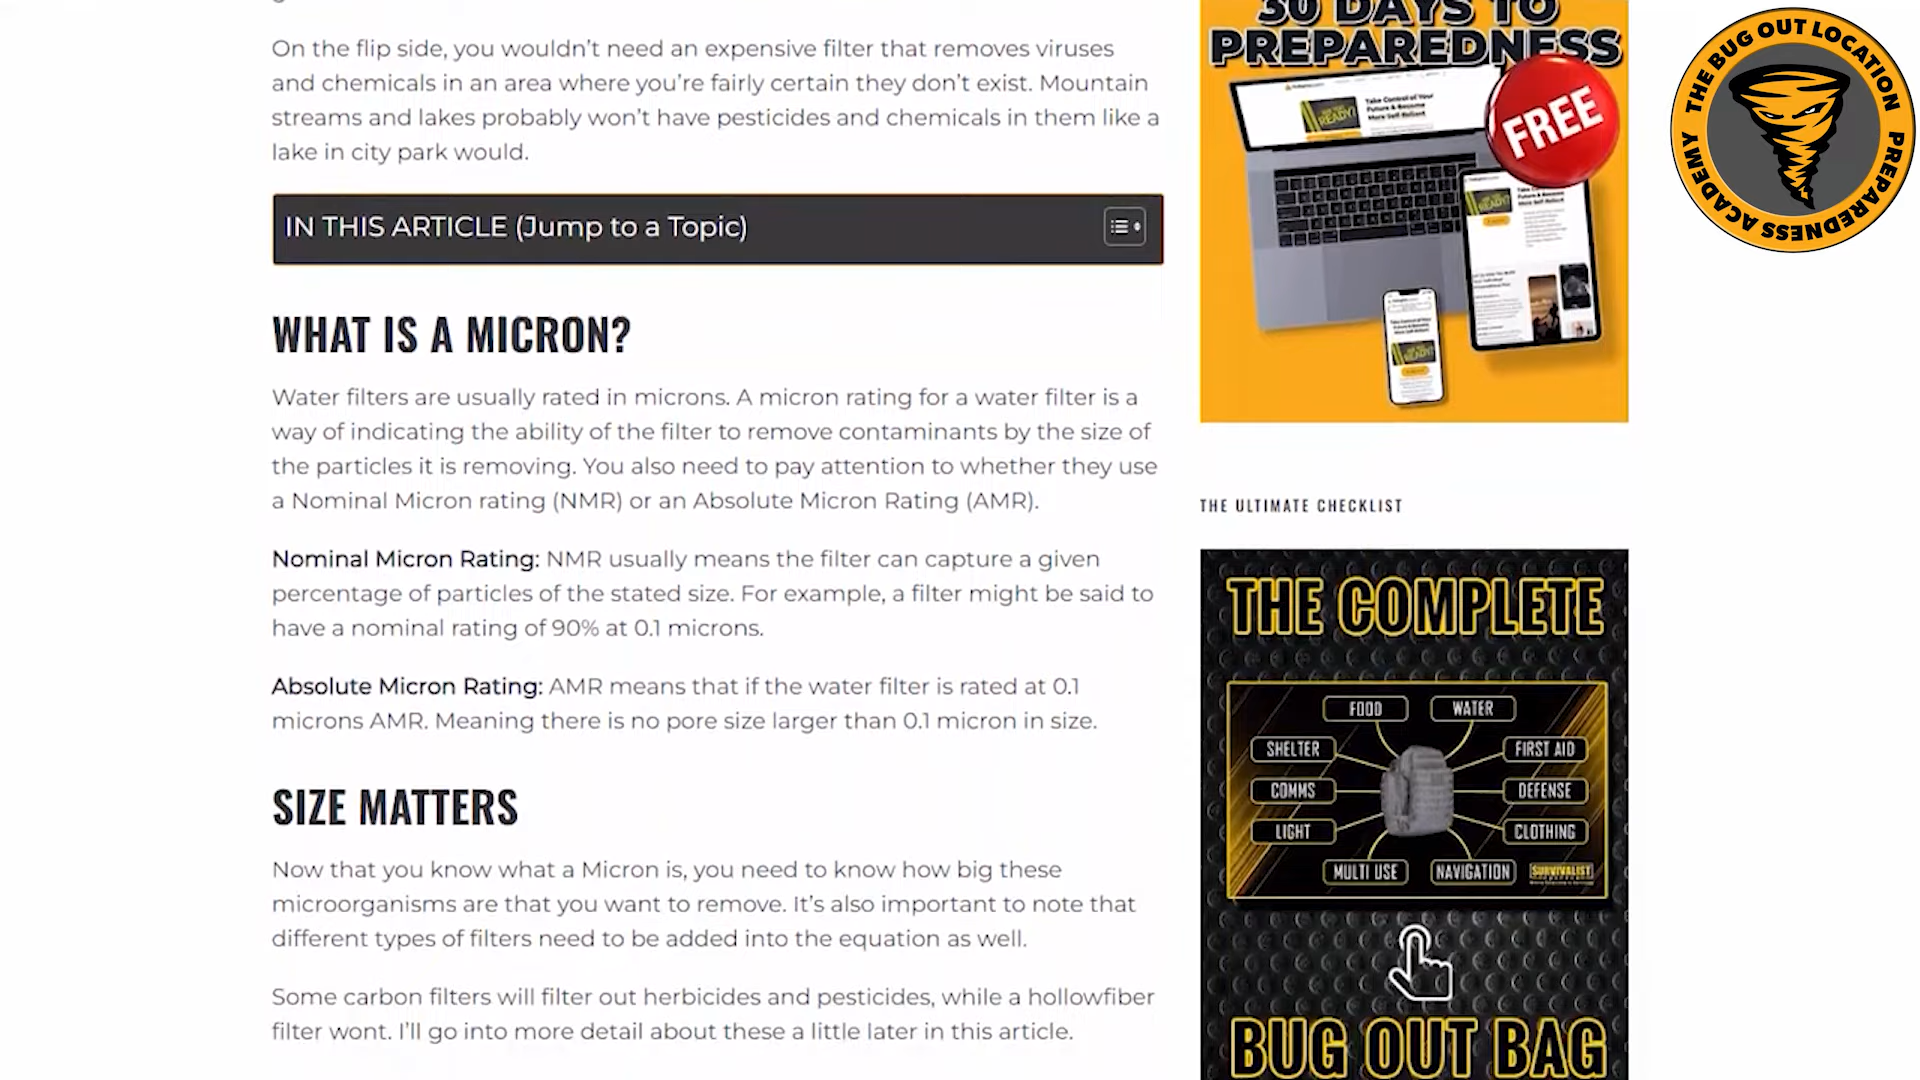 On the flip side, you wouldn't need an expensive filter that removes viruses
and chemicals in an area where you're fairly certain they don't exist. Mountain
streams and lakes probably won't have pesticides and chemicals in them like a
lake in city park would.
IN THIS ARTICLE (Jump to a Topic)
WHAT IS A MICRON?
Water filters are usually rated in microns. A micron rating for a water filter is a
way of indicating the ability of the filter to remove contaminants by the size of
the particles it is removing. You also need to pay attention to whether they use
a Nominal Micron rating (NMR) or an Absolute Micron Rating (AMR).
Nominal Micron Rating: NMR usually means the filter can capture a given
percentage of particles of the stated size. For example, a filter might be said to
have a nominal rating of 90% at 0.1 microns.
Absolute Micron Rating: AMR means that if the water filter is rated at 0.1
microns AMR. Meaning there is no pore size larger than 0.1 micron in size.
SIZE MATTERS
Now that you know what a Micron is, you need to know how big these
microorganisms are that you want to remove. It's also important to note that
different types of filters need to be added into the equation as well.
Some carbon filters will filter out herbicides and pesticides, while a hollowfiber
filter wont. I'll go into more detail about these a little later in this article.
30 DAYS TO
PREPAREDNESS
FREE
Take Control of Your
Future & Become
More Self Reliant
THE ULTIMATE CHECKLIST
THE COMPLETE
FOOD
WATER
SHELTER
FIRST AID
COMMS
DEFENSE
LIGHT
CLOTHING
MULTI USE
NAVIGATION
SURVIVALIST
BUG OUT BAG
THE BUG OUT LOCATION
PREPAREDNESS ACADEMY